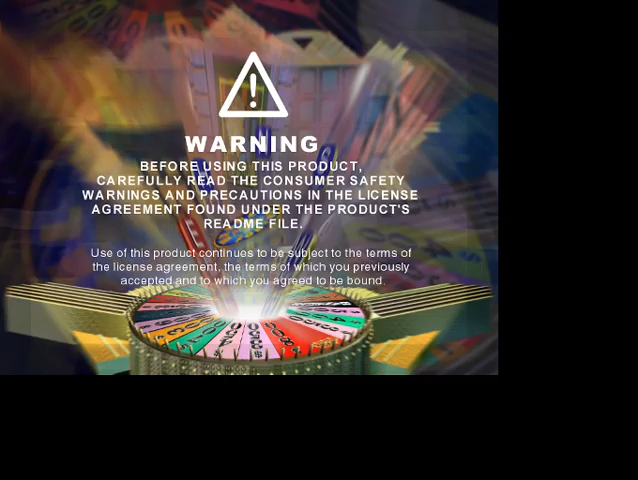 WARNING
BEFORE USING THIS PRODUCT,
CAREFULLY READ THE CONSUMER SAFETY
WARNINGS AND PRECAUTIONS IN THE LICENSE
AGREEMENT FOUND UNDER THE PRODUCT'S
README FILE.
Use of this product continues to be subject to the terms of
the license agreement, the terms of which you previously
accepted and to which you agreed to be bound.